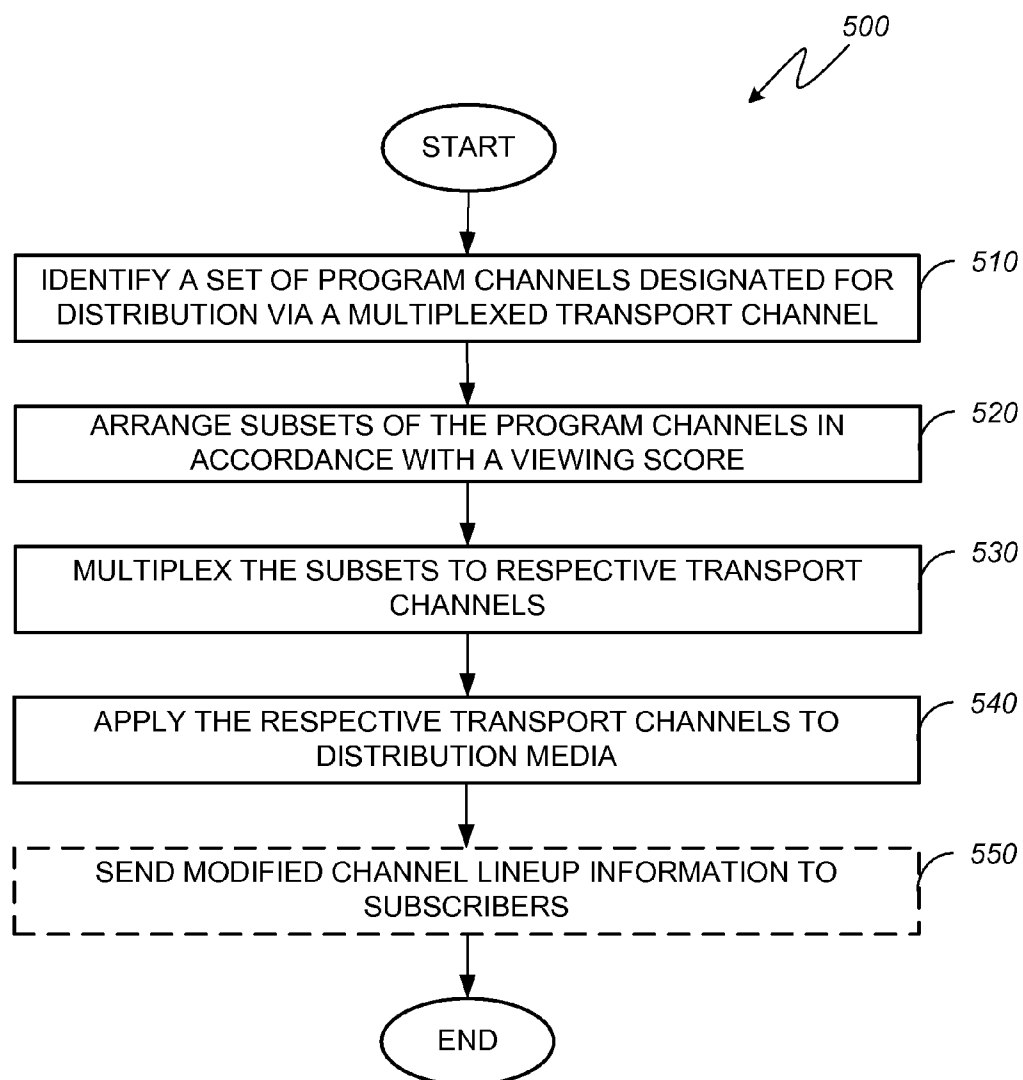 500
START
IDENTIFY A SET OF PROGRAM CHANNELS DESIGNATED FOR
DISTRIBUTION VIA A MULTIPLEXED TRANSPORT CHANNEL
510
ARRANGE SUBSETS OF THE PROGRAM CHANNELS IN
ACCORDANCE WITH A VIEWING SCORE
520
MULTIPLEX THE SUBSETS TO RESPECTIVE TRANSPORT
CHANNELS
530
APPLY THE RESPECTIVE TRANSPORT CHANNELS TO
DISTRIBUTION MEDIA
540
SEND MODIFIED CHANNEL LINEUP INFORMATION TO
SUBSCRIBERS
550
END